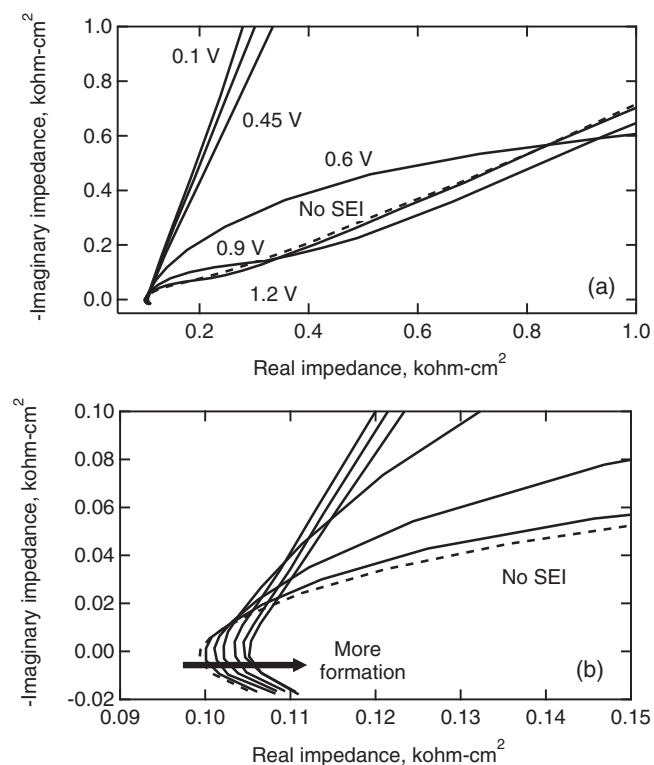 1.0
0.8
0.6
0.4
0.2
0.0
-Imaginary impedance, kohm-cm²
0.1 V
0.45 V
0.6 V
No SEI
0.9 V
1.2 V
(a)
0.2 0.4 0.6 0.8 1.0
Real impedance, kohm-cm²
0.10
0.08
0.06
0.04
0.02
0.00
-0.02
-Imaginary impedance, kohm-cm²
No SEI
More
formation
(b)
0.09 0.10 0.11 0.12 0.13 0.14 0.15
Real impedance, kohm-cm²